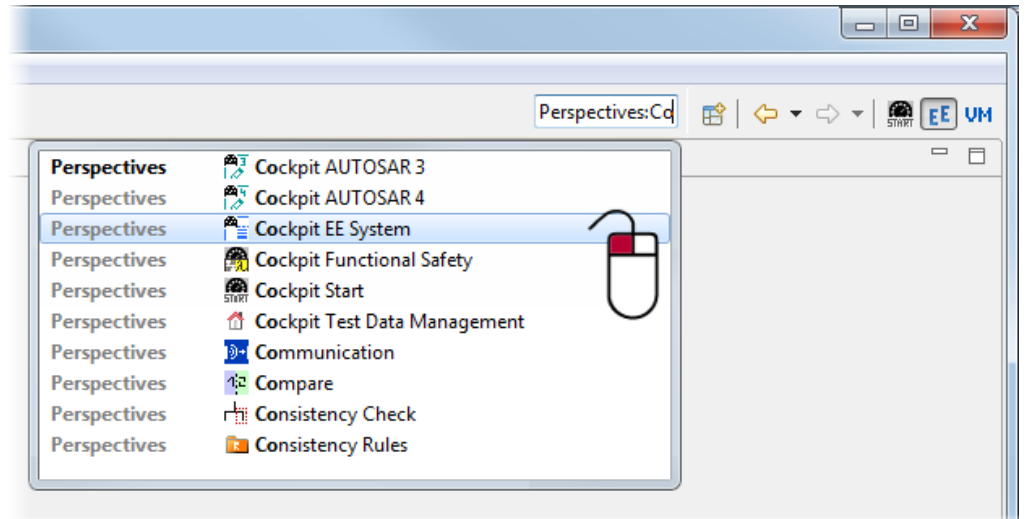 Perspectives:Co
START EE VM
Perspectives Cockpit AUTOSAR 3
Perspectives Cockpit AUTOSAR 4
Perspectives Cockpit EE System
Perspectives Cockpit Functional Safety
Perspectives Cockpit Start
Perspectives Cockpit Test Data Management
Perspectives Communication
Perspectives Compare
Perspectives Consistency Check
Perspectives Consistency Rules